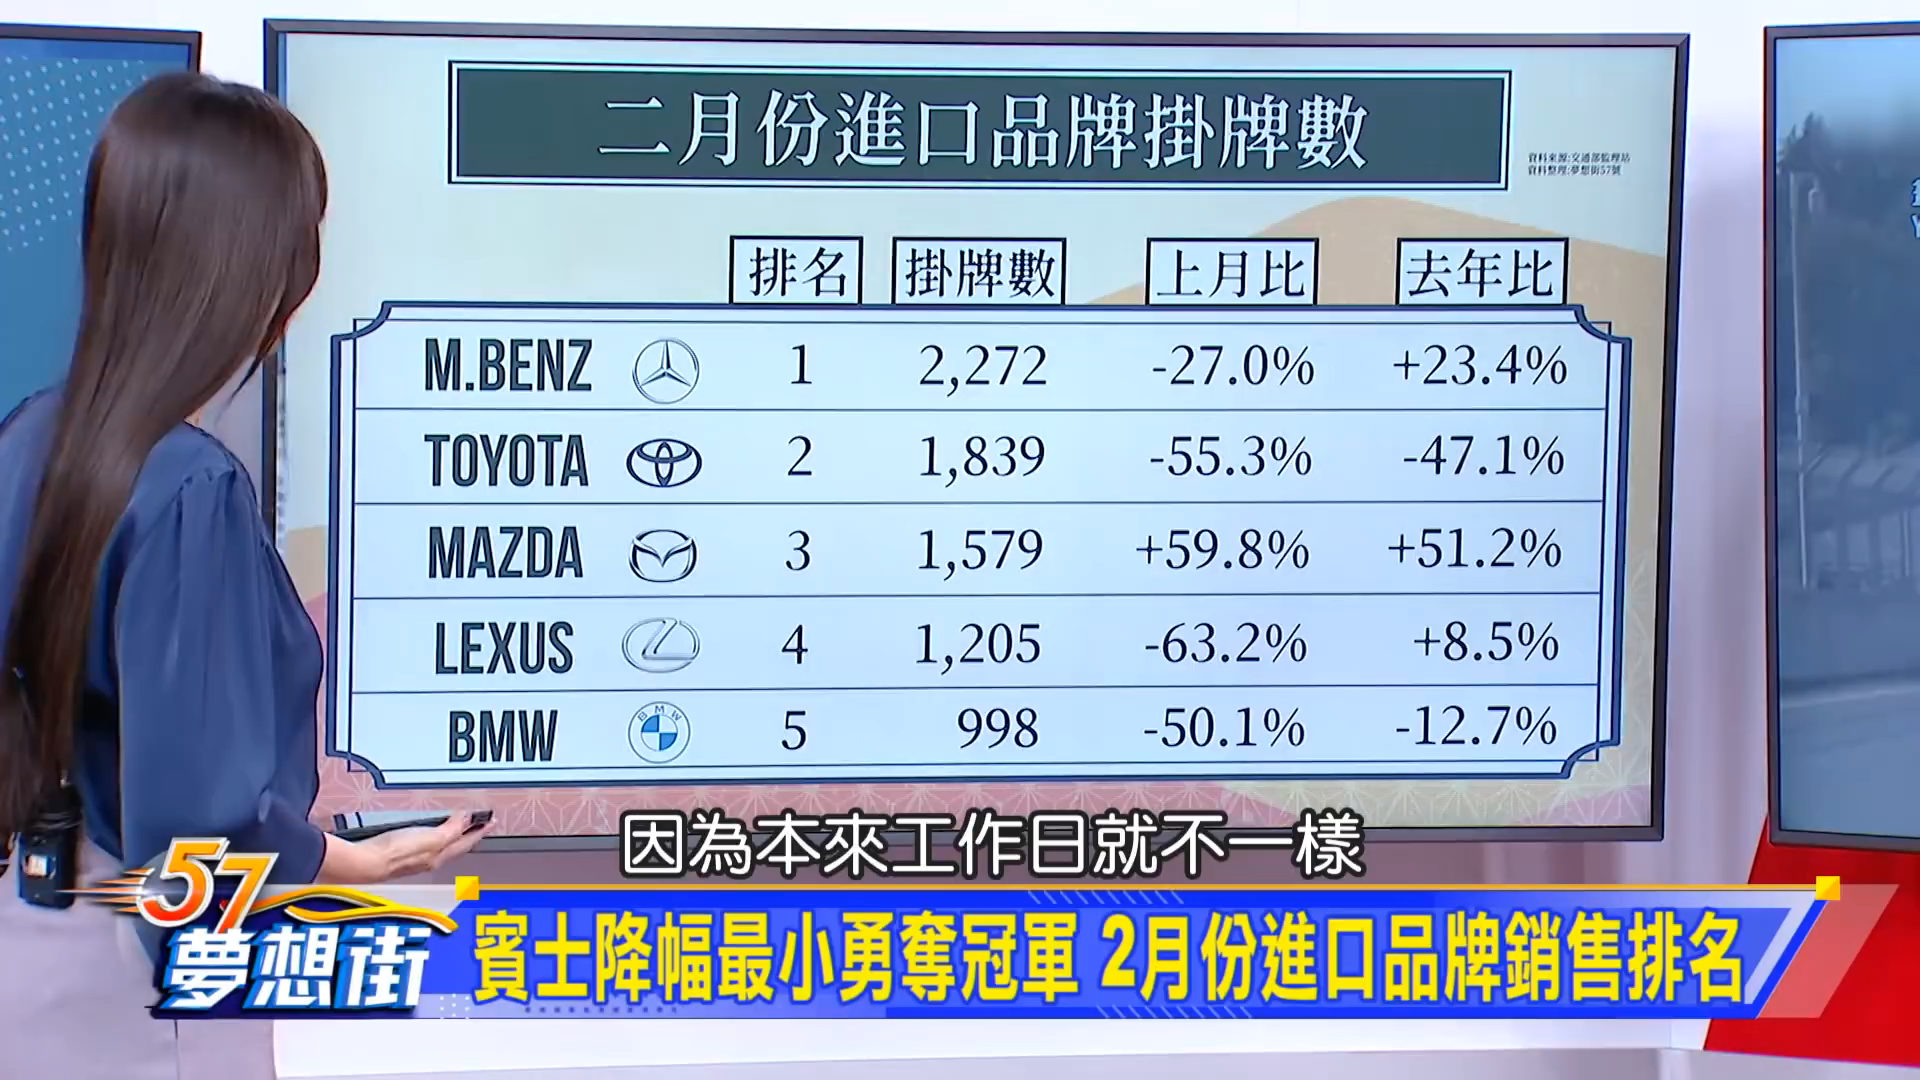 二月份進口品牌掛牌數
資料來源:交通部監理站
資料整理:夢想街57號
排名 掛牌數 上月比 去年比
M.BENZ 1 2,272 -27.0% +23.4%
TOYOTA 2 1,839 -55.3% -47.1%
MAZDA 3 1,579 +59.8% +51.2%
LEXUS 4 1,205 -63.2% +8.5%
BMW BMW 5 998 -50.1% -12.7%
因為本來工作日就不一樣
57
夢想街
賓士降幅最小勇奪冠軍 2月份進口品牌銷售排名